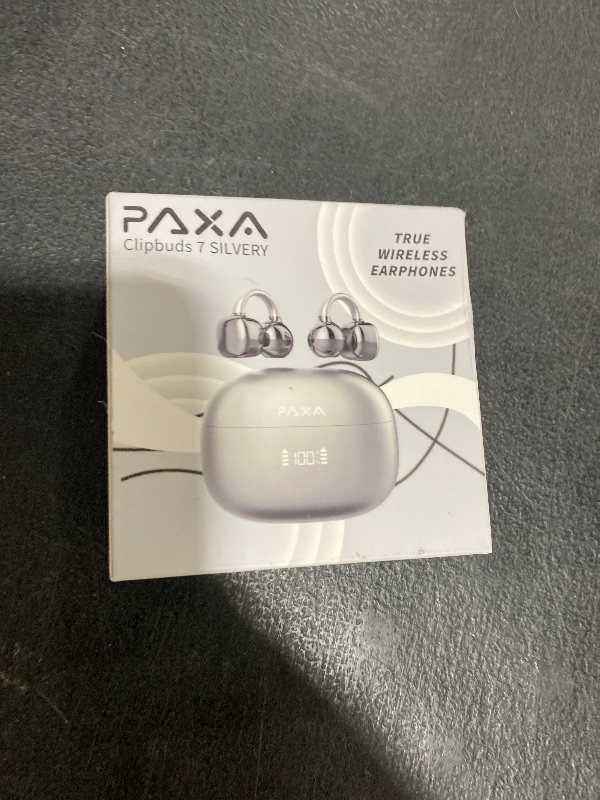 PAXA
Clipbuds 7 SILVERY
TRUE
WIRELESS
EARPHONES
PAXA
100%